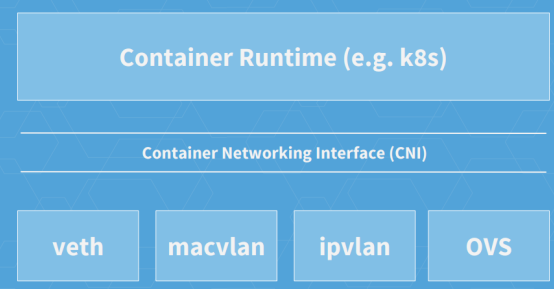 Container Runtime (e.g. k8s)
Container Networking Interface (CNI)
veth
macvlan
ipvlan
OVS